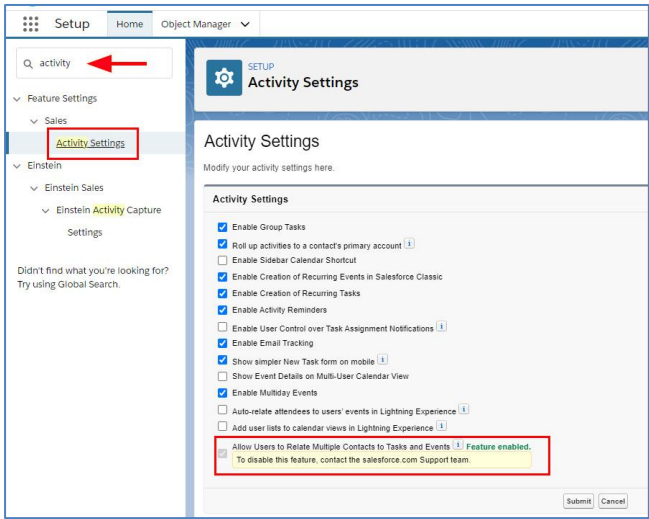 Setup
Home
Object Manager
activity
Feature Settings
Sales
Activity Settings
Einstein
Einstein Sales
Einstein Activity Capture
Settings
Didn't find what you're looking for?
Try using Global Search.
SETUP
Activity Settings
Activity Settings
Modify your activity settings here.
Activity Settings
Enable Group Tasks
Roll up activities to a contact's primary account i
Enable Sidebar Calendar Shortcut
Enable Creation of Recurring Events in Salesforce Classic
Enable Creation of Recurring Tasks
Enable Activity Reminders
Enable User Control over Task Assignment Notifications i
Enable Email Tracking
Show simpler New Task form on mobile i
Show Event Details on Multi-User Calendar View
Enable Multiday Events
Auto-relate attendees to users' events in Lightning Experience i
Add user lists to calendar views in Lightning Experience i
Allow Users to Relate Multiple Contacts to Tasks and Events i Feature enabled.
To disable this feature, contact the salesforce.com Support team.
Submit Cancel